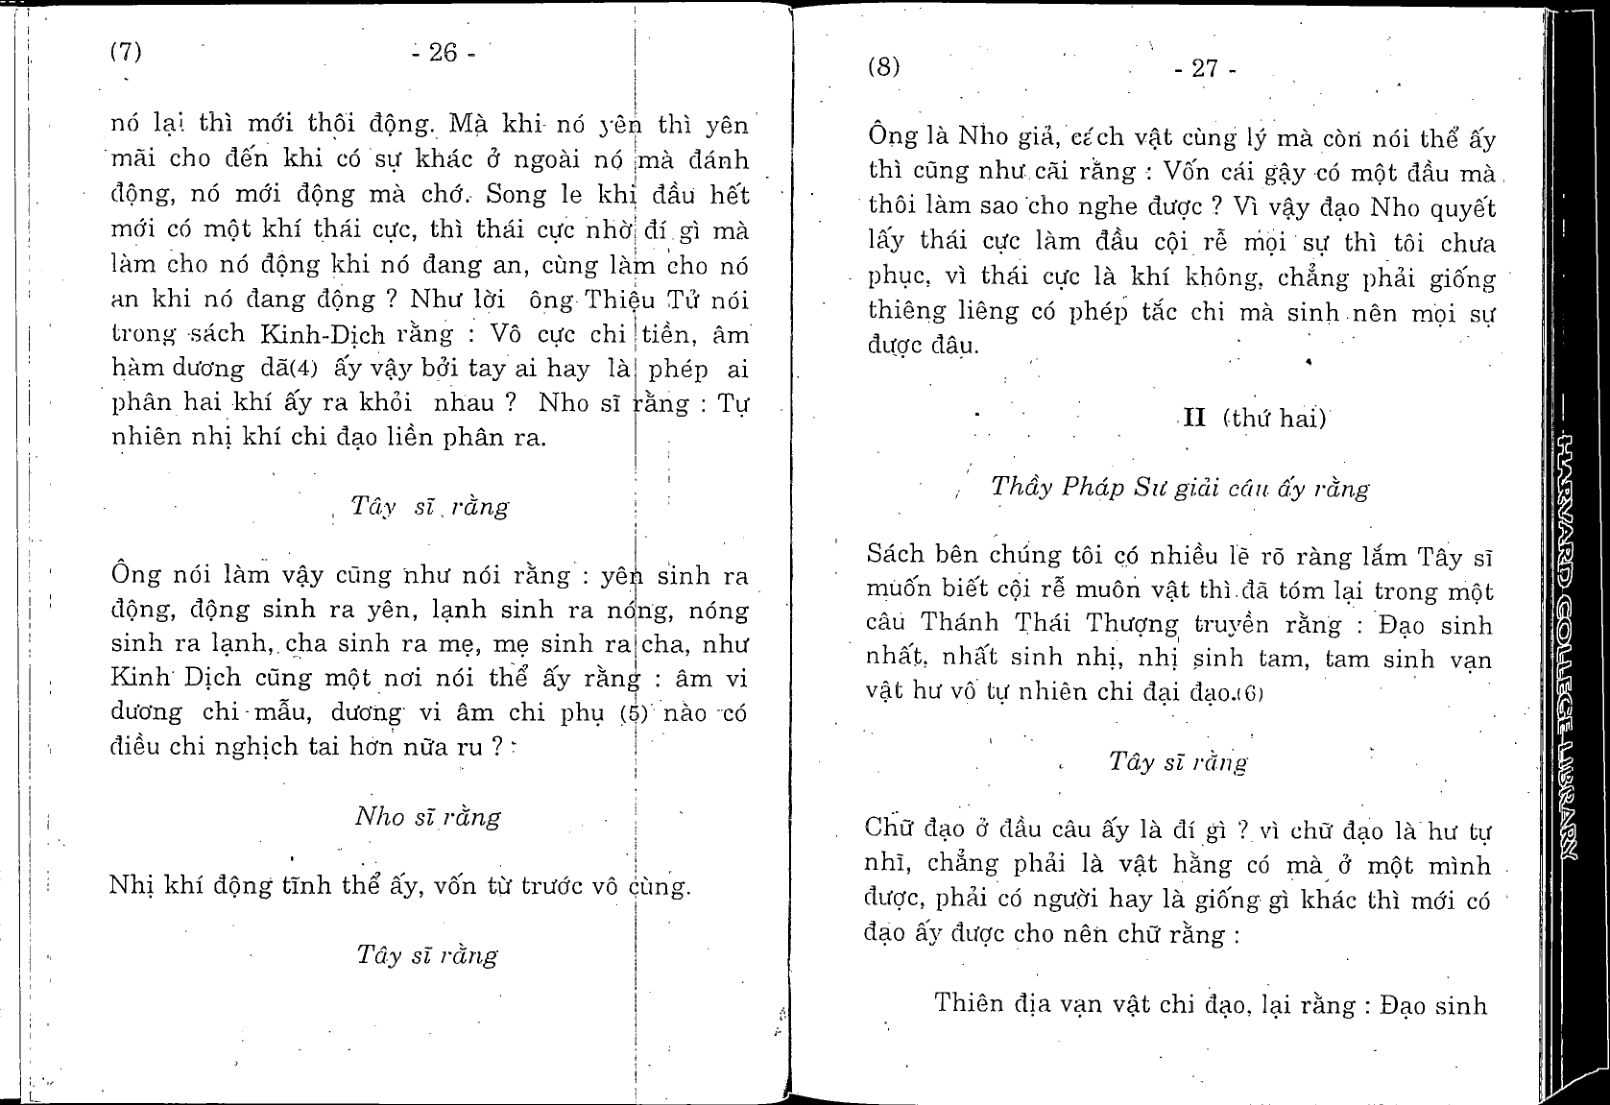 (7)
- 26 -
nó lại thì mới thôi động. Mà khi nó yên thì yên
mãi cho đến khi có sự khác ở ngoài nó mà đánh
động, nó mới động mà chớ. Song le khi đầu hết
mới có một khí thái cực, thì thái cực nhờ đí gì mà
làm cho nó động khi nó đang an, cùng làm cho nó
an khi nó đang động ? Như lời ông Thiệu Tử nói
trong sách Kinh-Dịch rằng : Vô cực chi tiền, âm
hàm dương dã(4) ấy vậy bởi tay ai hay là phép ai
phân hai khí ấy ra khỏi nhau ? Nho sĩ rằng : Tự
nhiên nhị khí chi đạo liền phân ra.
Tây sĩ rằng
Ông nói làm vậy cũng như nói rằng : yên sinh ra
động, động sinh ra yên, lạnh sinh ra nóng, nóng
sinh ra lạnh, cha sinh ra mẹ, mẹ sinh ra cha, như
Kinh Dịch cũng một nơi nói thể ấy rằng : âm vi
dương chi mẫu, dương vi âm chi phụ (5) nào có
điều chi nghịch tai hơn nữa ru ?
Nho sĩ rằng
Nhị khí động tĩnh thể ấy, vốn từ trước vô cùng.
Tây sĩ rằng
(8)
- 27 -
Ông là Nho giả, cách vật cùng lý mà còn nói thể ấy
thì cũng như cãi rằng : Vốn cái gậy có một đầu mà
thôi làm sao cho nghe được ? Vì vậy đạo Nho quyết
lấy thái cực làm đầu cội rễ mọi sự thì tôi chưa
phục, vì thái cực là khí không, chẳng phải giống
thiêng liêng có phép tắc chi mà sinh nên mọi sự
được đâu.
II (thứ hai)
Thầy Pháp Sư giải câu ấy rằng
Sách bên chúng tôi có nhiều lẽ rõ ràng lắm Tây sĩ
muốn biết cội rễ muôn vật thì đã tóm lại trong một
câu Thánh Thái Thượng truyền rằng : Đạo sinh
nhất, nhất sinh nhị, nhị sinh tam, tam sinh vạn
vật hư vô tự nhiên chi đại đạo.(6)
Tây sĩ rằng
Chữ đạo ở đầu câu ấy là đí gì ? vì chữ đạo là hư tự
nhĩ, chẳng phải là vật hằng có mà ở một mình
được, phải có người hay là giống gì khác thì mới có
đạo ấy được cho nên chữ rằng :
Thiên địa vạn vật chi đạo, lại rằng : Đạo sinh
HARVARD COLLEGE LIBRARY